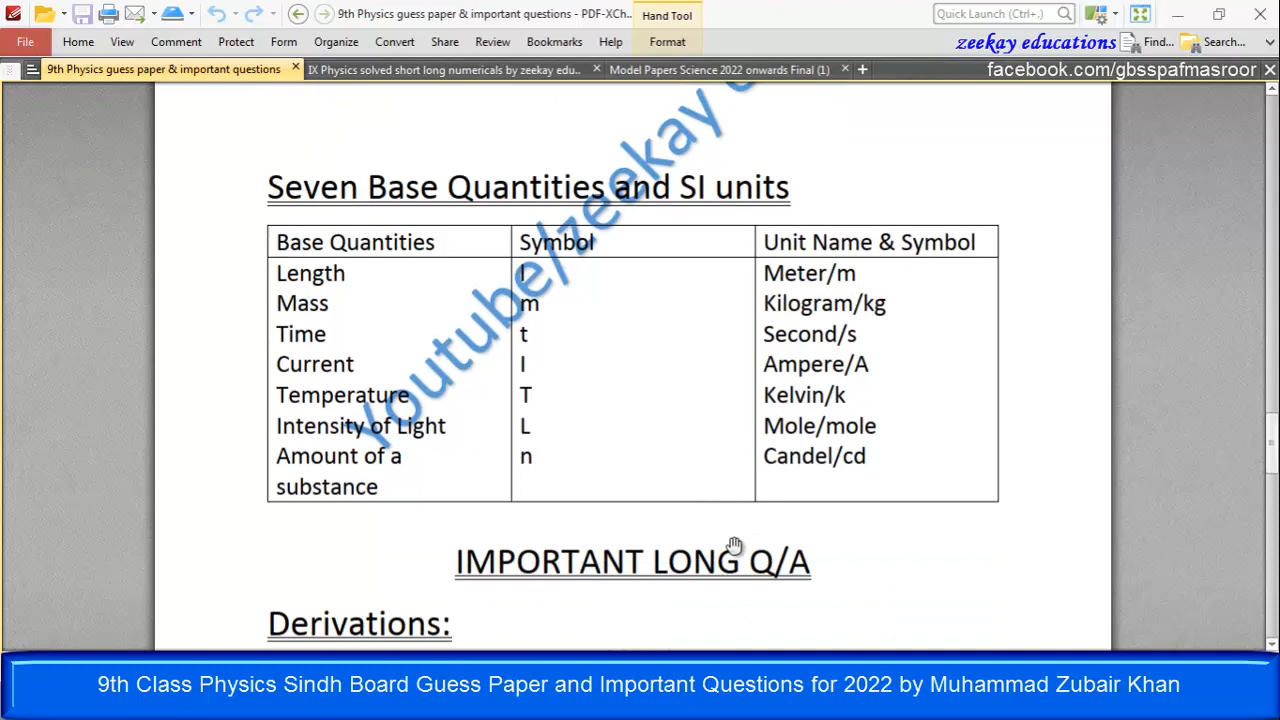 9th Physics guess paper & important questions - PDF-XCh...
Hand Tool
Quick Launch (Ctrl+.)
File Home View Comment Protect Form Organize Convert Share Review Bookmarks Help Format
zeekay educations
Find...
Search...
9th Physics guess paper & important questions
IX Physics solved short long numericals by zeekay edu...
Model Papers Science 2022 onwards Final (1)
facebook.com/gbsspafmasroor
Youtube/zeekay
Seven Base Quantities and SI units
Base Quantities Symbol Unit Name & Symbol
Length l Meter/m
Mass m Kilogram/kg
Time t Second/s
Current I Ampere/A
Temperature T Kelvin/k
Intensity of Light L Mole/mole
Amount of a n Candel/cd
substance
IMPORTANT LONG Q/A
Derivations:
9th Class Physics Sindh Board Guess Paper and Important Questions for 2022 by Muhammad Zubair Khan